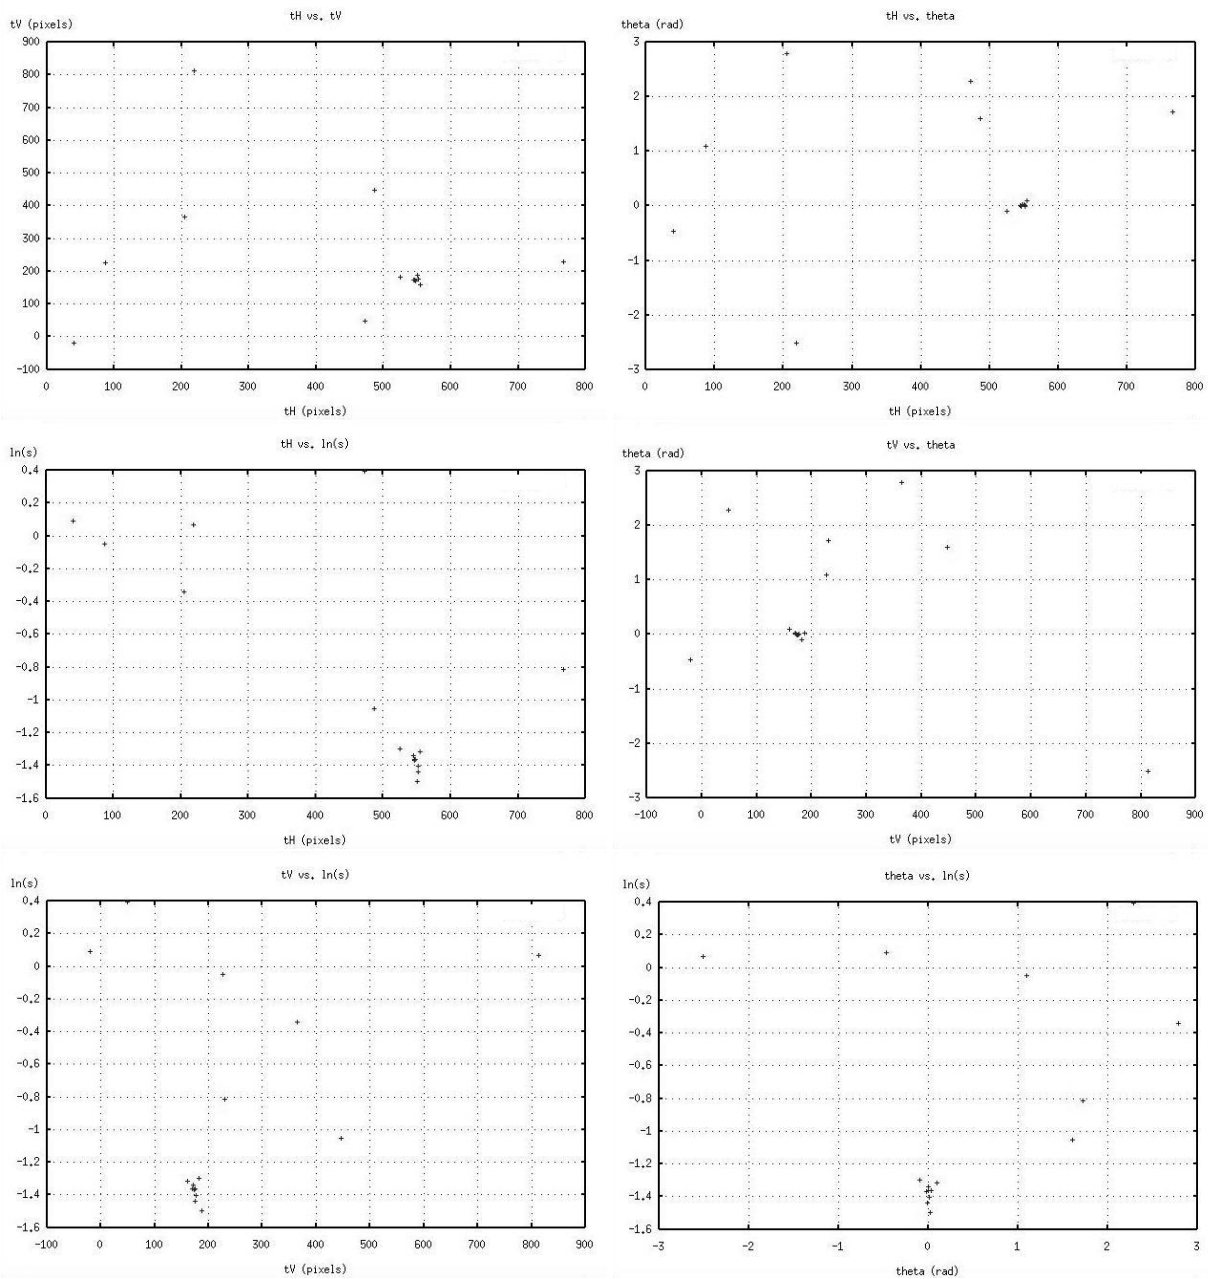 tH vs. tV
tV (pixels)
900
800
700
600
500
400
300
200
100
0
-100
0 100 200 300 400 500 600 700 800
tH (pixels)
tH vs. theta
theta (rad)
3
2
1
0
-1
-2
-3
0 100 200 300 400 500 600 700 800
tH (pixels)
tH vs. ln(s)
ln(s)
0.4
0.2
0
-0.2
-0.4
-0.6
-0.8
-1
-1.2
-1.4
-1.6
0 100 200 300 400 500 600 700 800
tH (pixels)
tV vs. theta
theta (rad)
3
2
1
0
-1
-2
-3
-100 0 100 200 300 400 500 600 700 800 900
tV (pixels)
tV vs. ln(s)
ln(s)
0.4
0.2
0
-0.2
-0.4
-0.6
-0.8
-1
-1.2
-1.4
-1.6
-100 0 100 200 300 400 500 600 700 800 900
tV (pixels)
theta vs. ln(s)
ln(s)
0.4
0.2
0
-0.2
-0.4
-0.6
-0.8
-1
-1.2
-1.4
-1.6
-3 -2 -1 0 1 2 3
theta (rad)